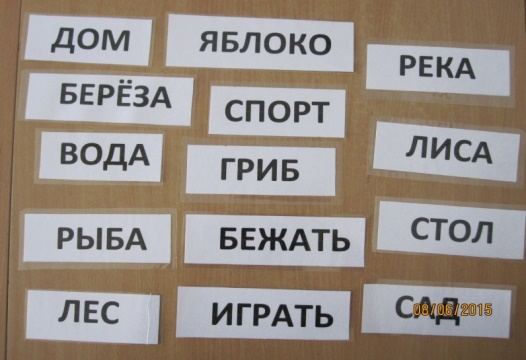 ДОМ
ЯБЛОКО
РЕКА
БЕРЁЗА
СПОРТ
ВОДА
ГРИБ
ЛИСА
РЫБА
БЕЖАТЬ
СТОЛ
ЛЕС
ИГРАТЬ
САД
08/06/2015